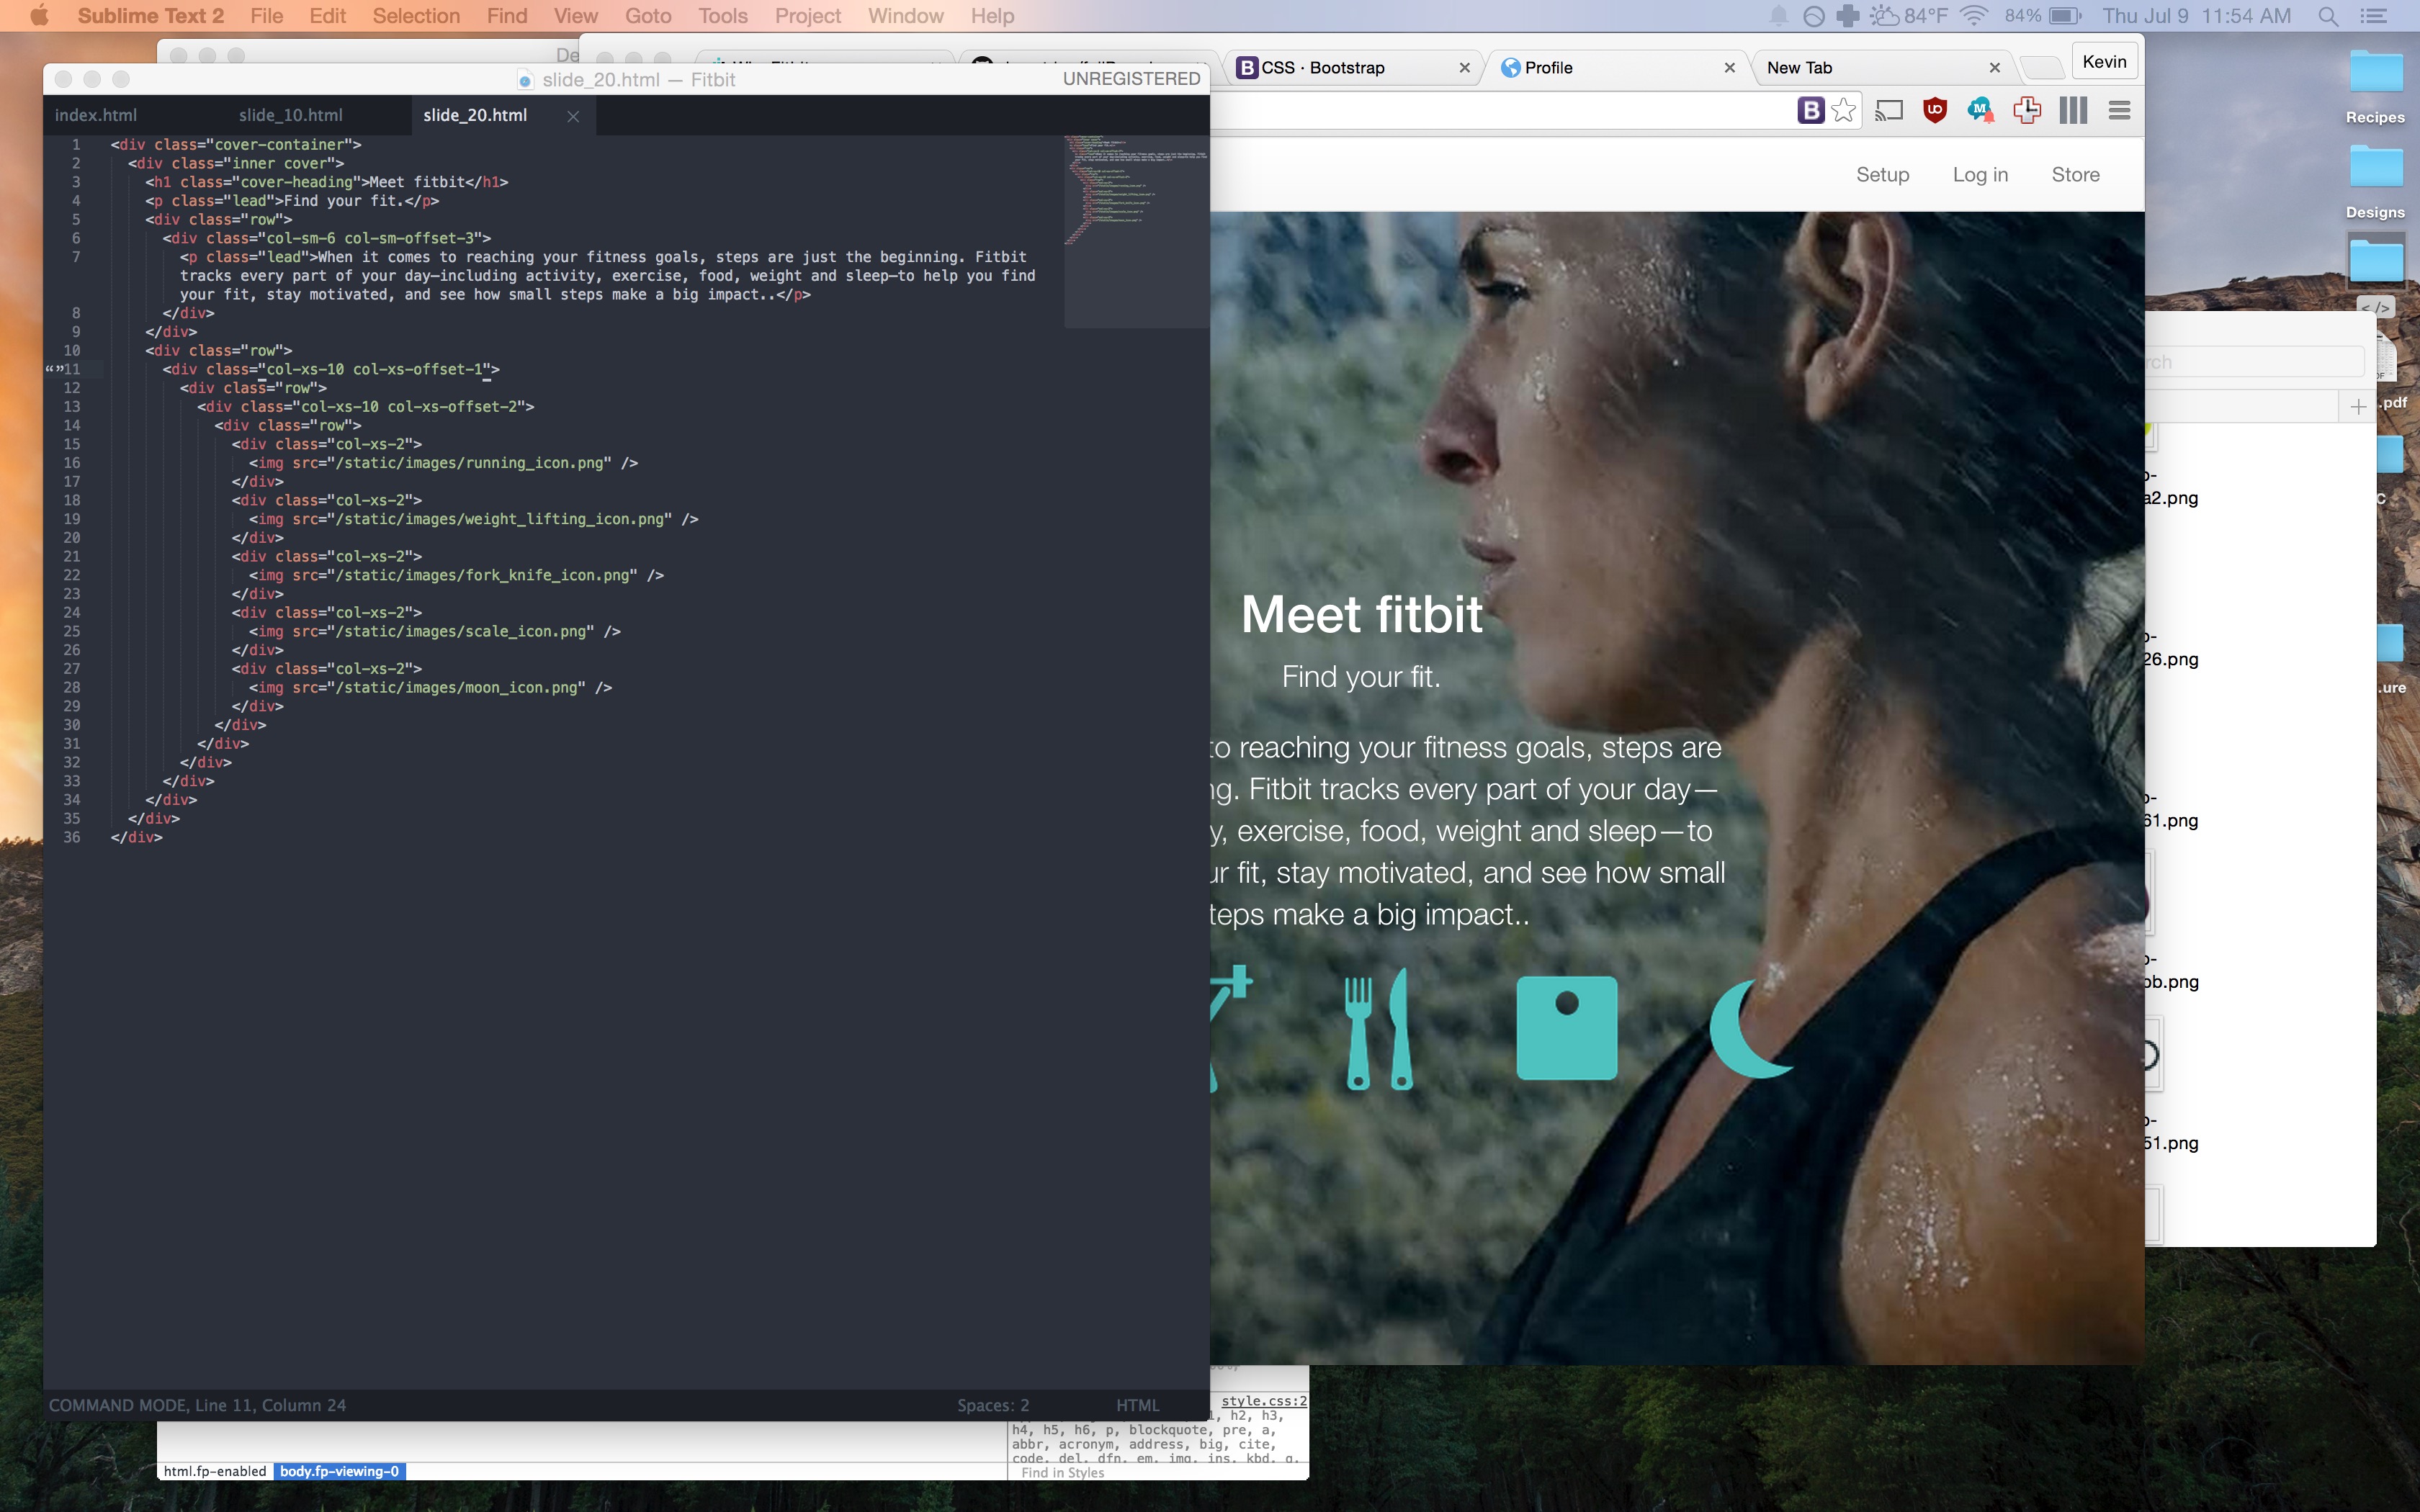 Sublime Text 2 File Edit Selection Find View Goto Tools Project Window Help
84°F 84% Thu Jul 9 11:54 AM
De
CSS · Bootstrap
Profile
New Tab
Kevin
slide_20.html — Fitbit
UNREGISTERED
index.html
slide_10.html
slide_20.html
1 <div class="cover-container">
2 <div class="inner cover">
3 <h1 class="cover-heading">Meet fitbit</h1>
4 <p class="lead">Find your fit.</p>
5 <div class="row">
6 <div class="col-sm-6 col-sm-offset-3">
7 <p class="lead">When it comes to reaching your fitness goals, steps are just the beginning. Fitbit
tracks every part of your day—including activity, exercise, food, weight and sleep—to help you find
your fit, stay motivated, and see how small steps make a big impact..</p>
8 </div>
9 </div>
10 <div class="row">
“”11 <div class="col-xs-10 col-xs-offset-1">
12 <div class="row">
13 <div class="col-xs-10 col-xs-offset-2">
14 <div class="row">
15 <div class="col-xs-2">
16 <img src="/static/images/running_icon.png" />
17 </div>
18 <div class="col-xs-2">
19 <img src="/static/images/weight_lifting_icon.png" />
20 </div>
21 <div class="col-xs-2">
22 <img src="/static/images/fork_knife_icon.png" />
23 </div>
24 <div class="col-xs-2">
25 <img src="/static/images/scale_icon.png" />
26 </div>
27 <div class="col-xs-2">
28 <img src="/static/images/moon_icon.png" />
29 </div>
30 </div>
31 </div>
32 </div>
33 </div>
34 </div>
35 </div>
36 </div>
COMMAND MODE, Line 11, Column 24
Spaces: 2
HTML
Setup Log in Store
Meet fitbit
Find your fit.
to reaching your fitness goals, steps are
ng. Fitbit tracks every part of your day—
y, exercise, food, weight and sleep—to
ur fit, stay motivated, and see how small
teps make a big impact..
Recipes
Designs
</>
.pdf
rch
a2.png
26.png
.ure
61.png
bb.png
51.png
style.css:2
1, h2, h3,
h4, h5, h6, p, blockquote, pre, a,
abbr, acronym, address, big, cite,
code, del, dfn, em, img, ins, kbd, q,
Find in Styles
html.fp-enabled body.fp-viewing-0